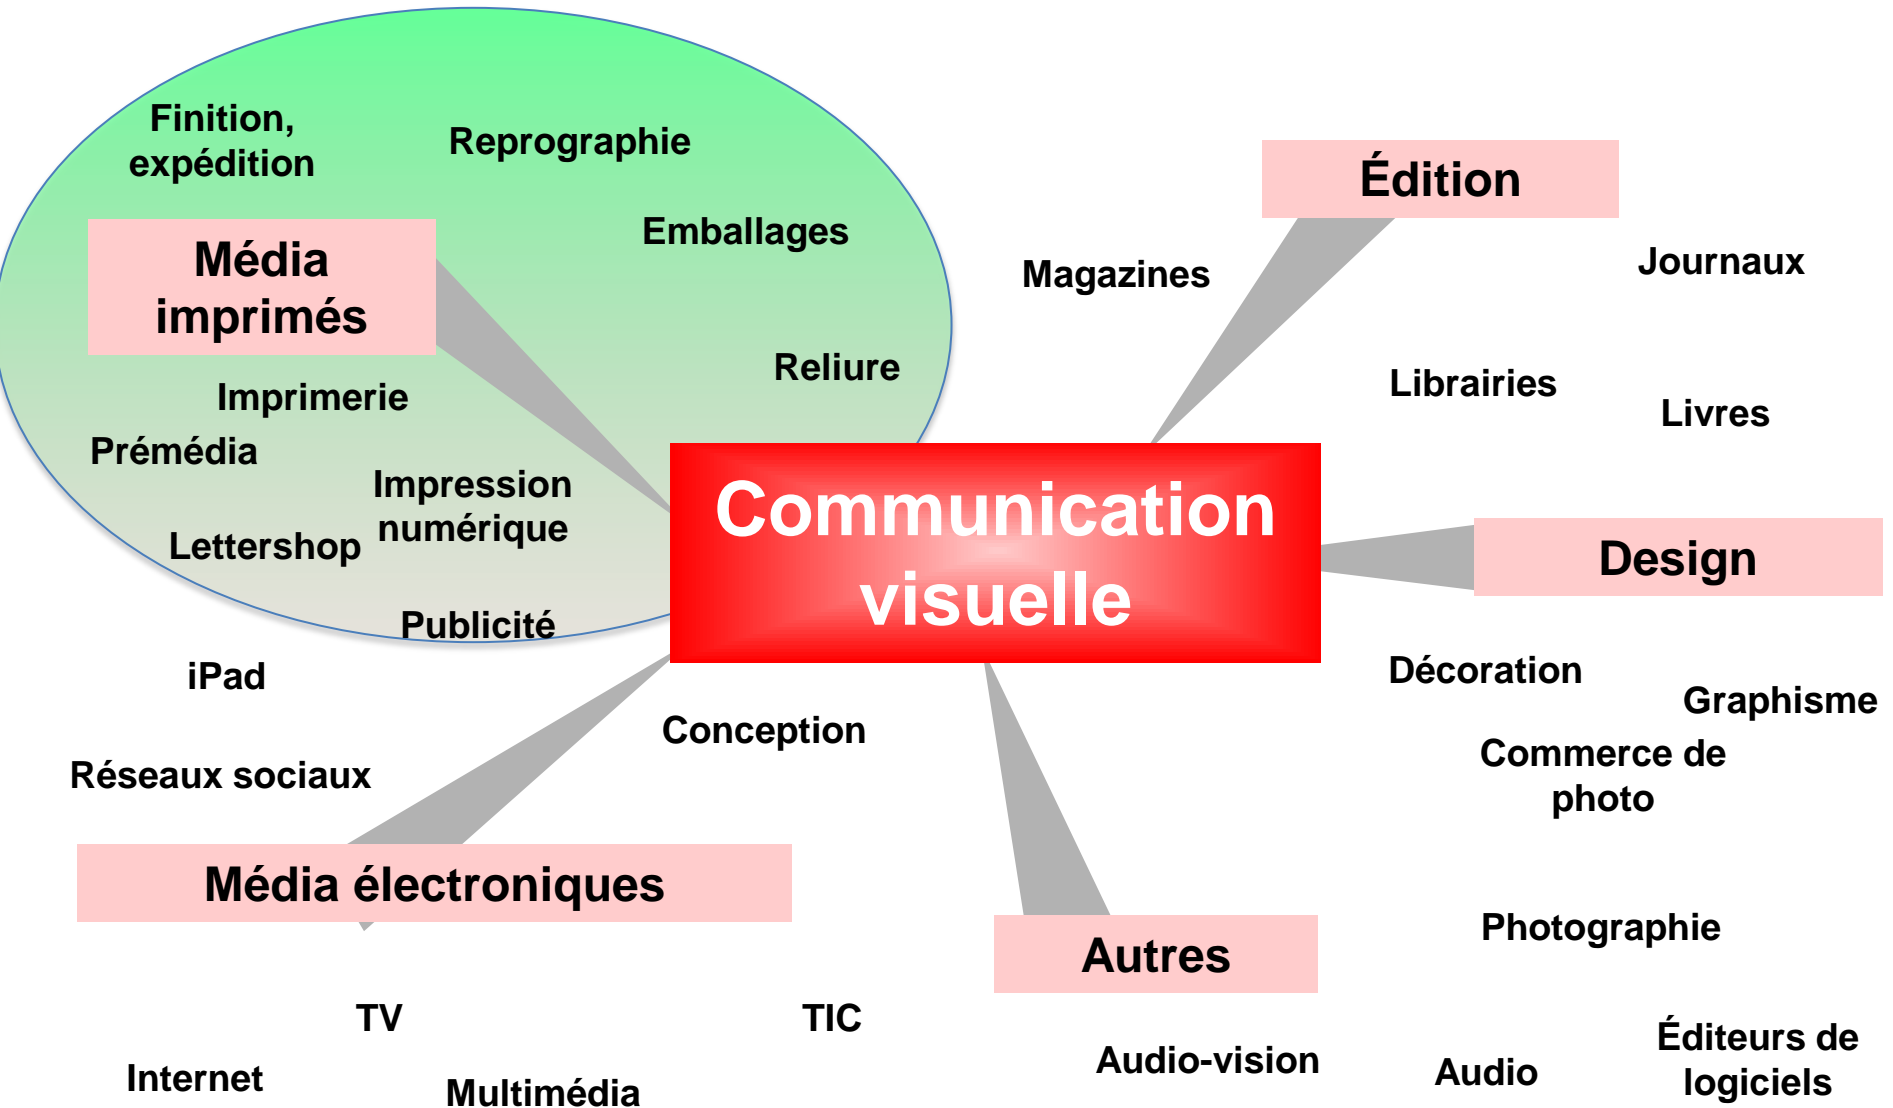 Finition,
expédition
Reprographie
Édition
Emballages
Média
imprimés
Magazines
Journaux
Reliure
Imprimerie
Librairies
Livres
Prémédia
Impression
numérique
Lettershop
Communication
visuelle
Design
Publicité
iPad
Décoration
Graphisme
Conception
Réseaux sociaux
Commerce de
photo
Média électroniques
Photographie
Autres
TV
TIC
Internet
Multimédia
Audio-vision
Audio
Éditeurs de
logiciels